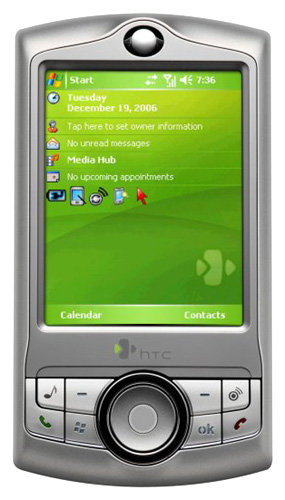 Start 7:36
Tuesday
December 19, 2006
Tap here to set owner information
No unread messages
Media Hub
No upcoming appointments
Calendar Contacts
hTC
ok